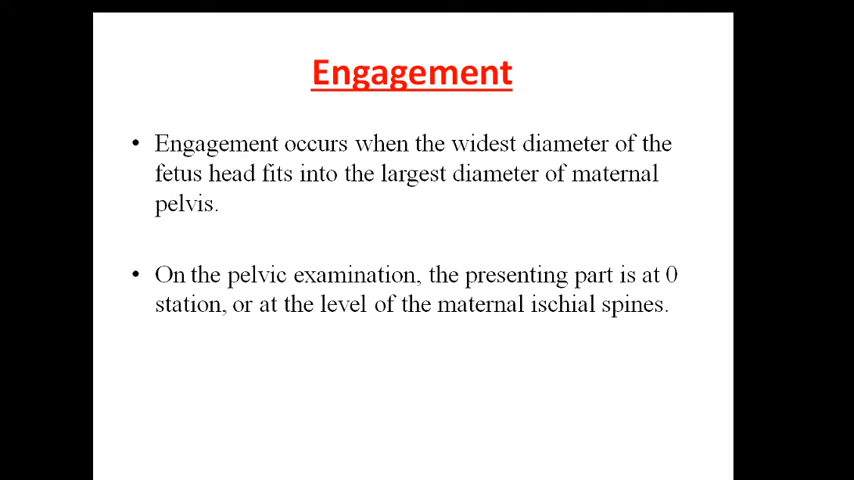 Engagement
• Engagement occurs when the widest diameter of the
fetus head fits into the largest diameter of maternal
pelvis.
• On the pelvic examination, the presenting part is at 0
station, or at the level of the maternal ischial spines.